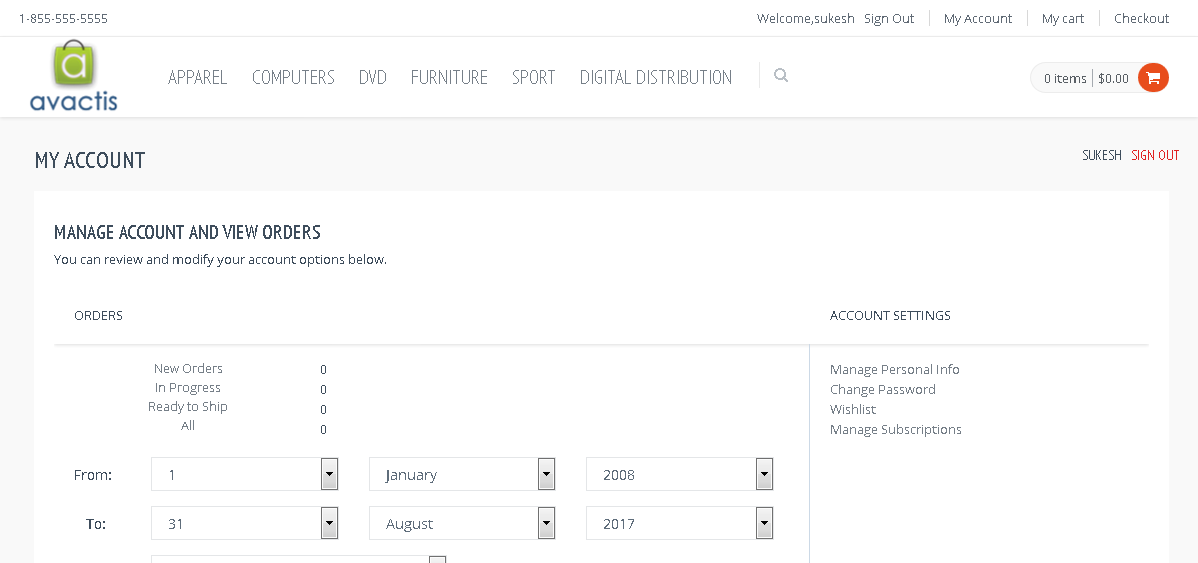 1-855-555-5555
Welcome,sukesh Sign Out My Account My cart Checkout
a
avactis
APPAREL COMPUTERS DVD FURNITURE SPORT DIGITAL DISTRIBUTION
0 items $0.00
MY ACCOUNT
SUKESH SIGN OUT
MANAGE ACCOUNT AND VIEW ORDERS
You can review and modify your account options below.
ORDERS
ACCOUNT SETTINGS
New Orders 0
In Progress 0
Ready to Ship 0
All 0
Manage Personal Info
Change Password
Wishlist
Manage Subscriptions
From: 1 January 2008
To: 31 August 2017